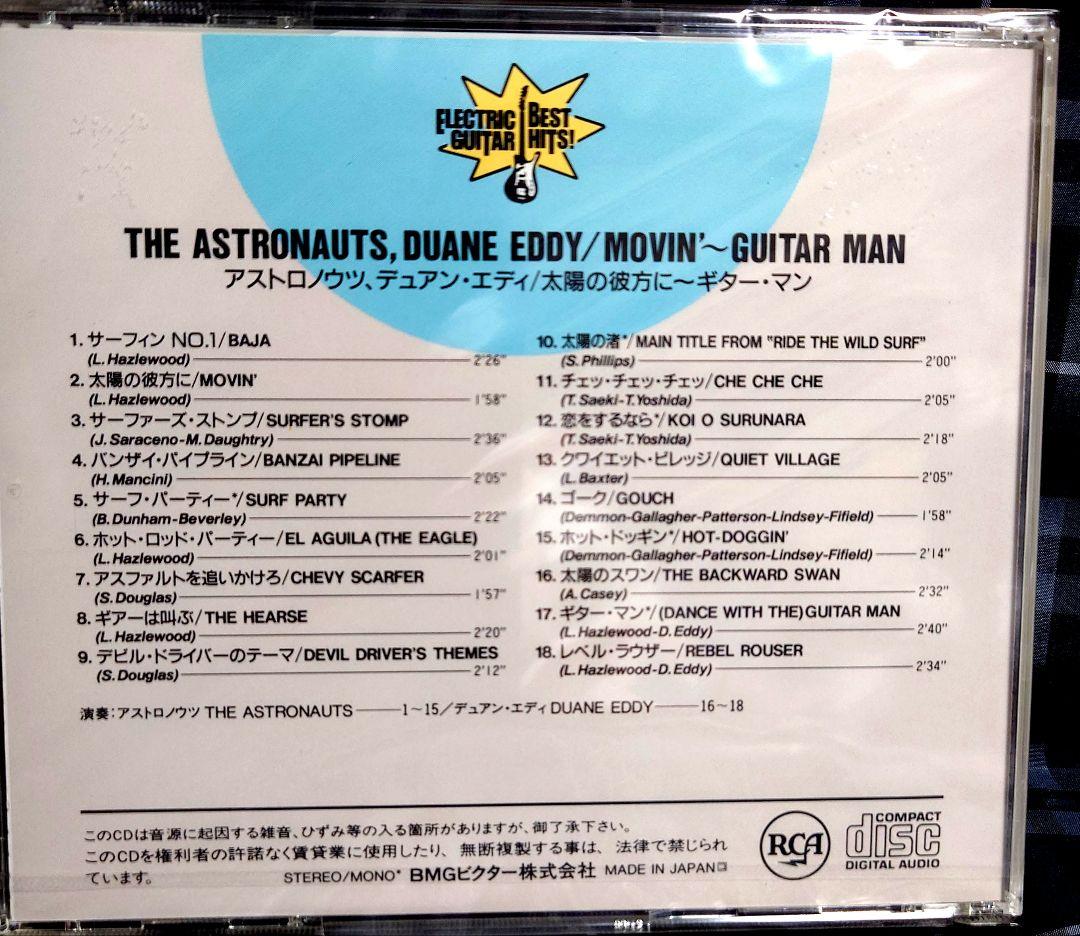 ELECTRIC GUITAR BEST HITS!
THE ASTRONAUTS, DUANE EDDY/MOVIN'～GUITAR MAN
アストロノウツ、デュアン・エディ/太陽の彼方に～ギター・マン
1. サーフィン NO.1/BAJA
(L. Hazlewood) 2'26"
2. 太陽の彼方に/MOVIN'
(L. Hazlewood) 1'58"
3. サーファーズ・ストンプ/SURFER'S STOMP
(J. Saraceno-M. Daughtry) 2'36"
4. バンザイ・パイプライン/BANZAI PIPELINE
(H. Mancini) 2'05"
5. サーフ・パーティー*/SURF PARTY
(B. Dunham-Beverley) 2'22"
6. ホット・ロッド・パーティー/EL AGUILA (THE EAGLE)
(L. Hazlewood) 2'01"
7. アスファルトを追いかけろ/CHEVY SCARFER
(S. Douglas) 1'57"
8. ギアーは叫ぶ/THE HEARSE
(L. Hazlewood) 2'20"
9. デビル・ドライバーのテーマ/DEVIL DRIVER'S THEMES
(S. Douglas) 2'12"
10. 太陽の渚*/MAIN TITLE FROM "RIDE THE WILD SURF"
(S. Phillips) 2'00"
11. チェッ・チェッ・チェッ/CHE CHE CHE
(T. Saeki-T. Yoshida) 2'05"
12. 恋をするなら*/KOI O SURUNARA
(T. Saeki-T. Yoshida) 2'18"
13. クワイエット・ビレッジ/QUIET VILLAGE
(L. Baxter) 2'05"
14. ゴーク/GOUCH
(Demmon-Gallagher-Patterson-Lindsey-Fifield) 1'58"
15. ホット・ドッギン*/HOT-DOGGIN'
(Demmon-Gallagher-Patterson-Lindsey-Fifield) 2'14"
16. 太陽のスワン/THE BACKWARD SWAN
(A. Casey) 2'32"
17. ギター・マン*/(DANCE WITH THE) GUITAR MAN
(L. Hazlewood-D. Eddy) 2'40"
18. レベル・ラウザー/REBEL ROUSER
(L. Hazlewood-D. Eddy) 2'34"
演奏：アストロノウツ THE ASTRONAUTS——1～15/デュアン・エディ DUANE EDDY——16～18
このCDは音源に起因する雑音、ひずみ等の入る箇所がありますが、御了承下さい。
このCDを権利者の許諾なく賃貸業に使用したり、無断複製する事は、法律で禁じられ
ています。
STEREO/MONO* BMGビクター株式会社 MADE IN JAPAN
RCA
COMPACT disc DIGITAL AUDIO